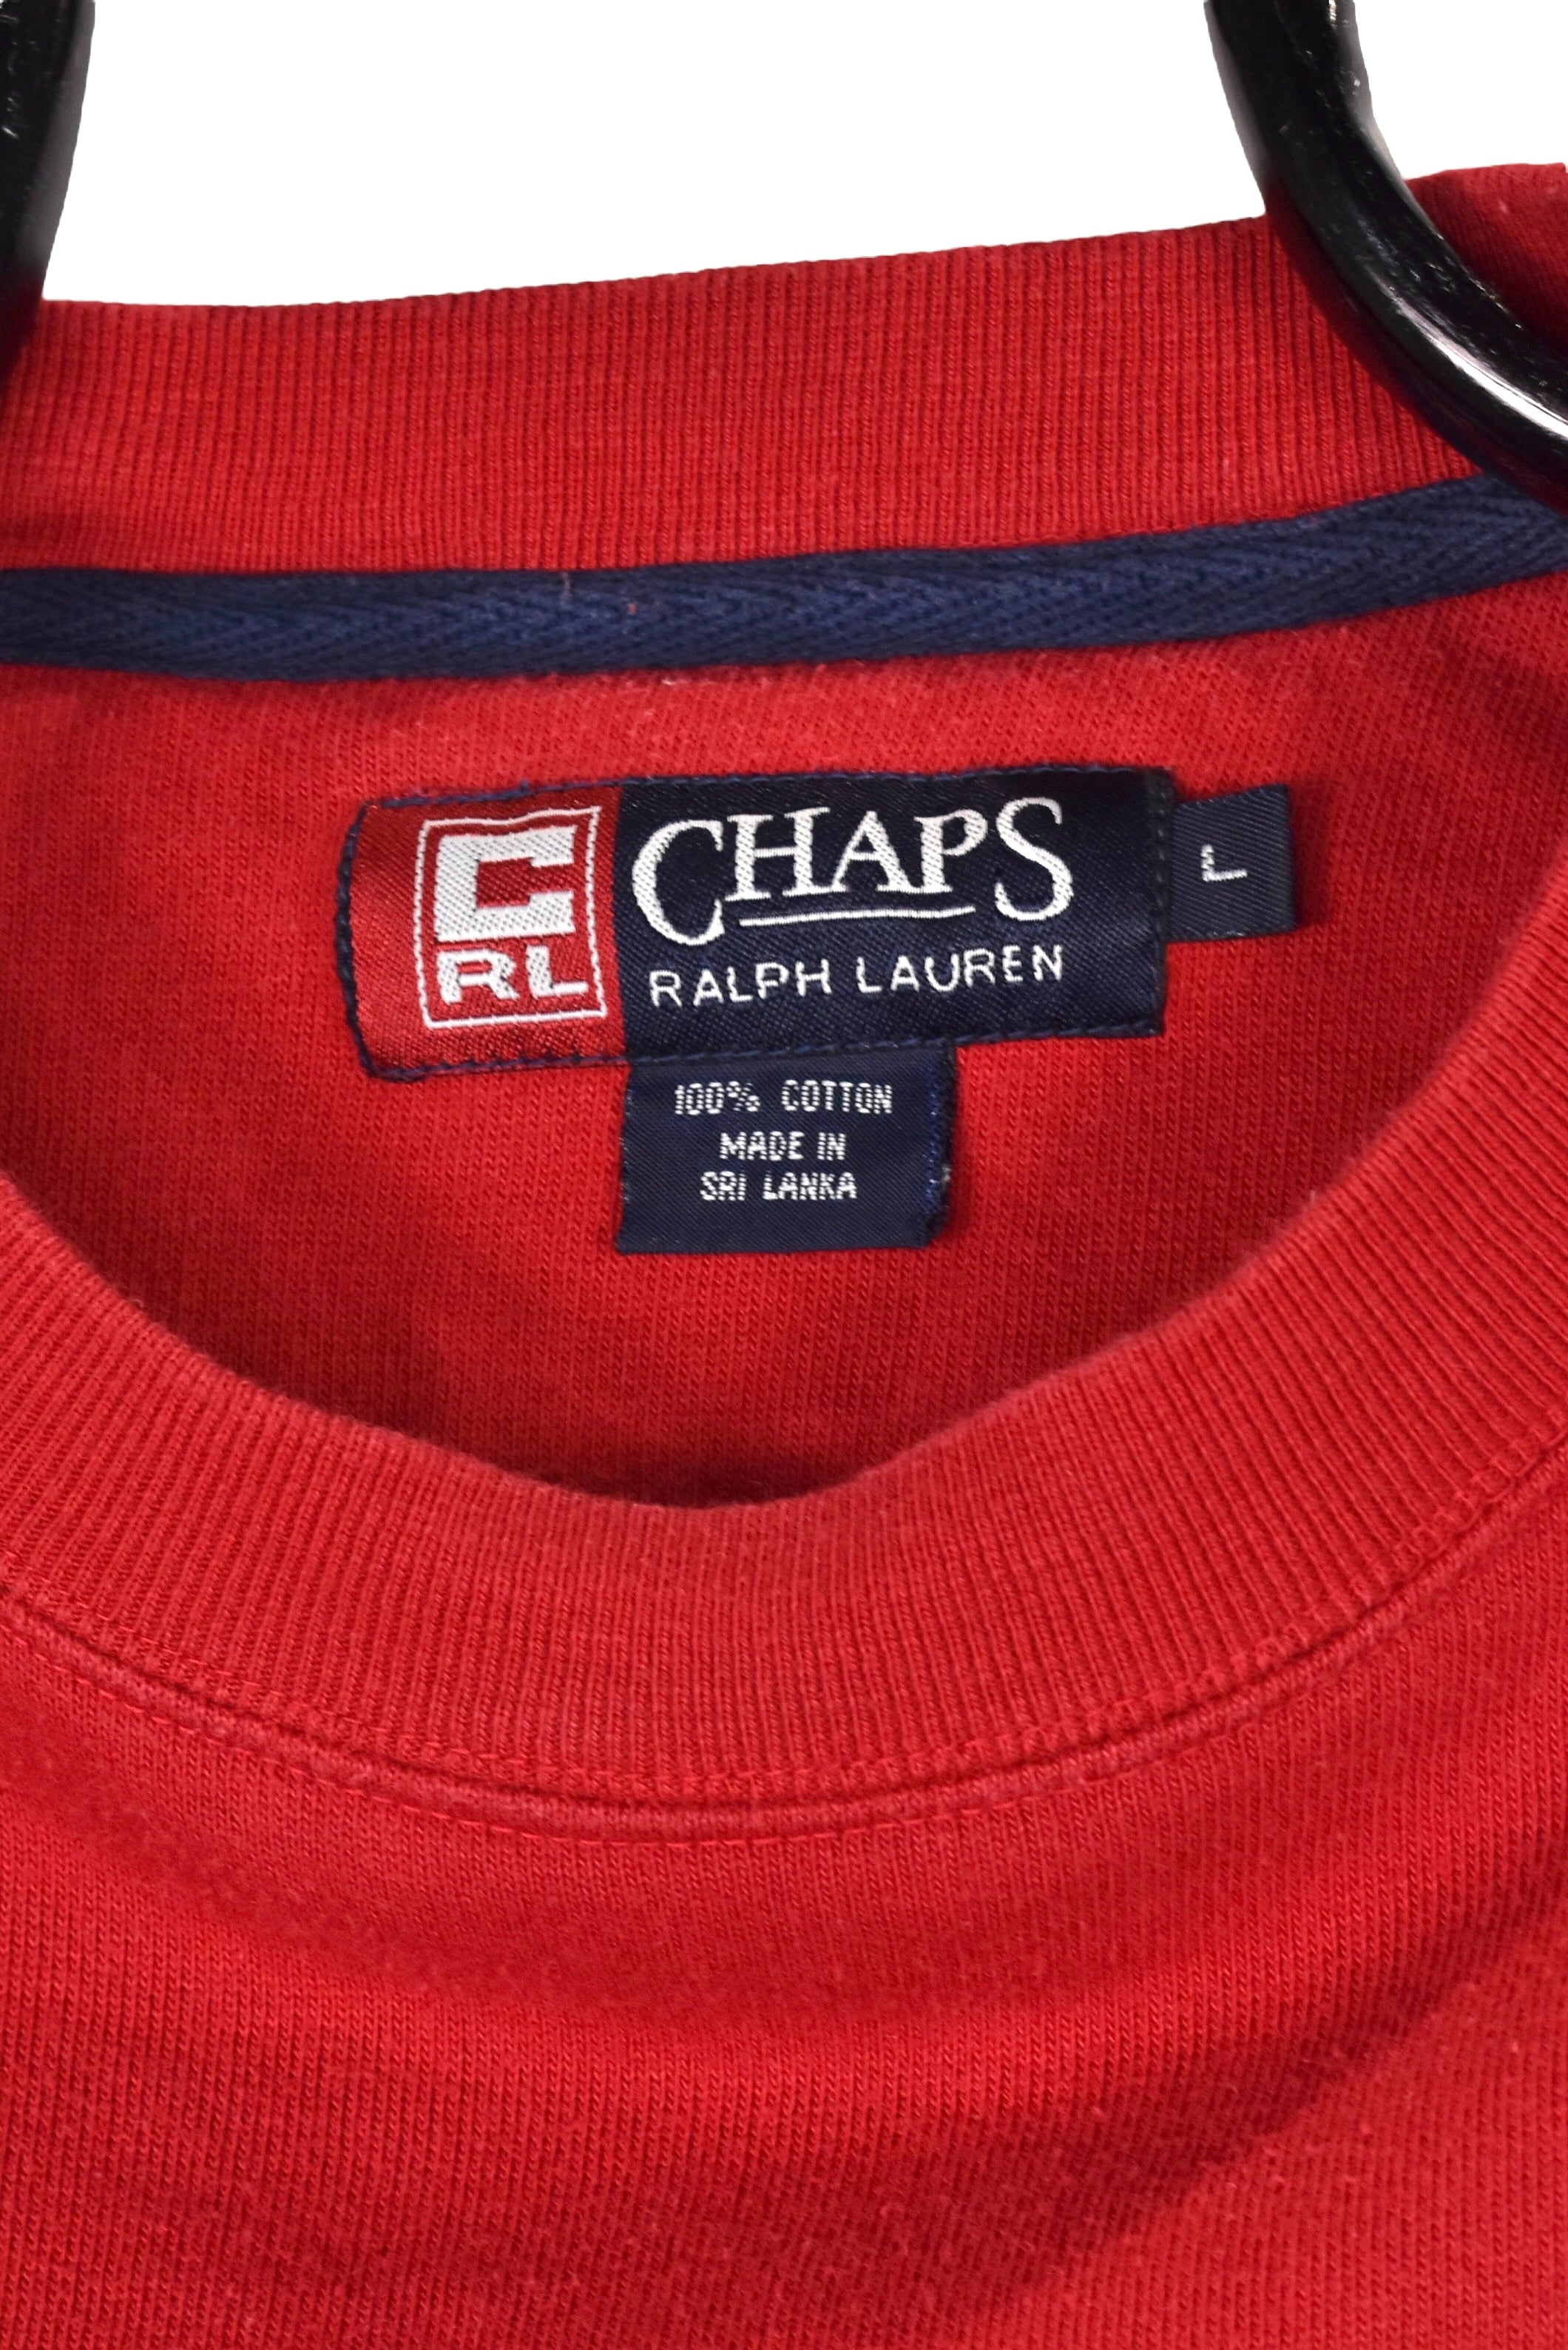 C
RL
CHAPS
RALPH LAUREN
L
100% COTTON
MADE IN
SRI LANKA